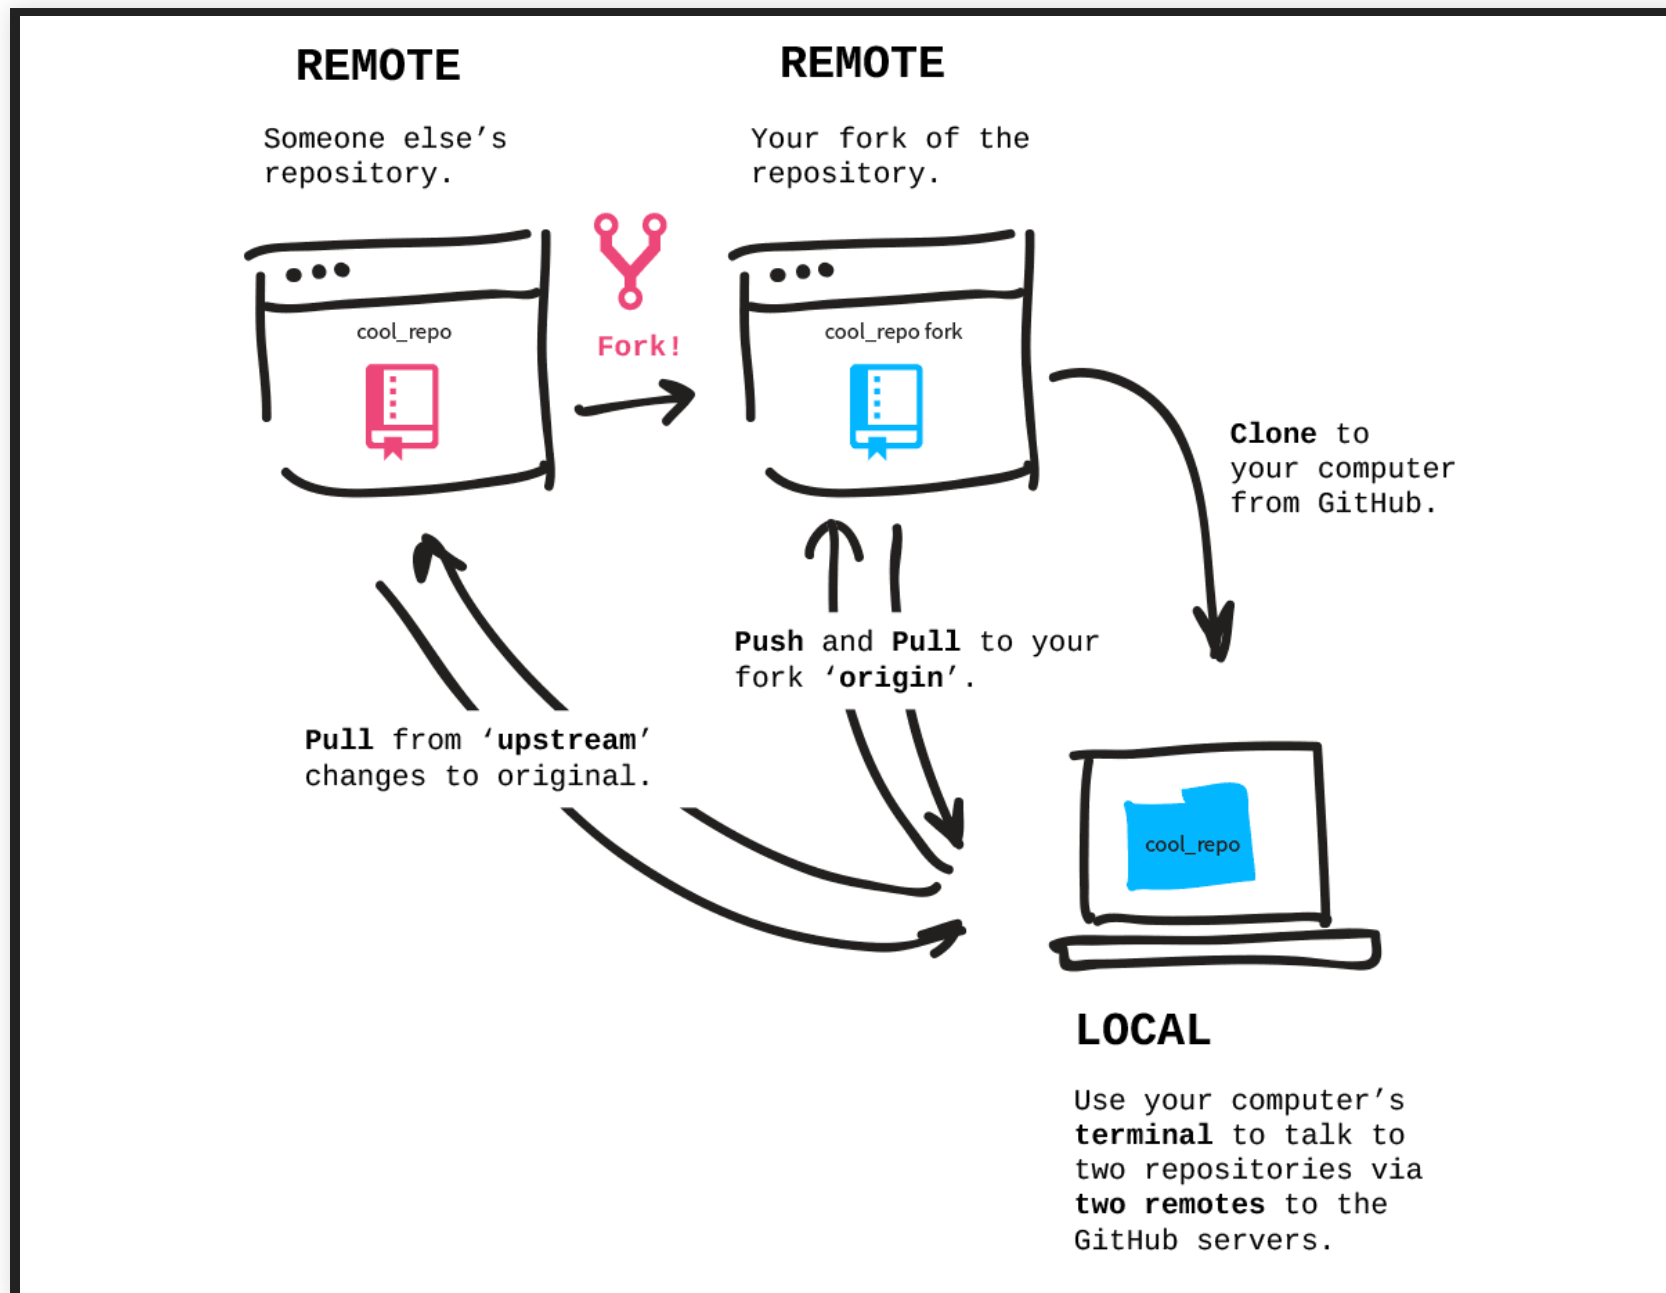 REMOTE
Someone else’s
repository.
REMOTE
Your fork of the
repository.
cool_repo
Fork!
cool_repo fork
Clone to
your computer
from GitHub.
Push and Pull to your
fork ‘origin’.
Pull from ‘upstream’
changes to original.
cool_repo
LOCAL
Use your computer’s
terminal to talk to
two repositories via
two remotes to the
GitHub servers.